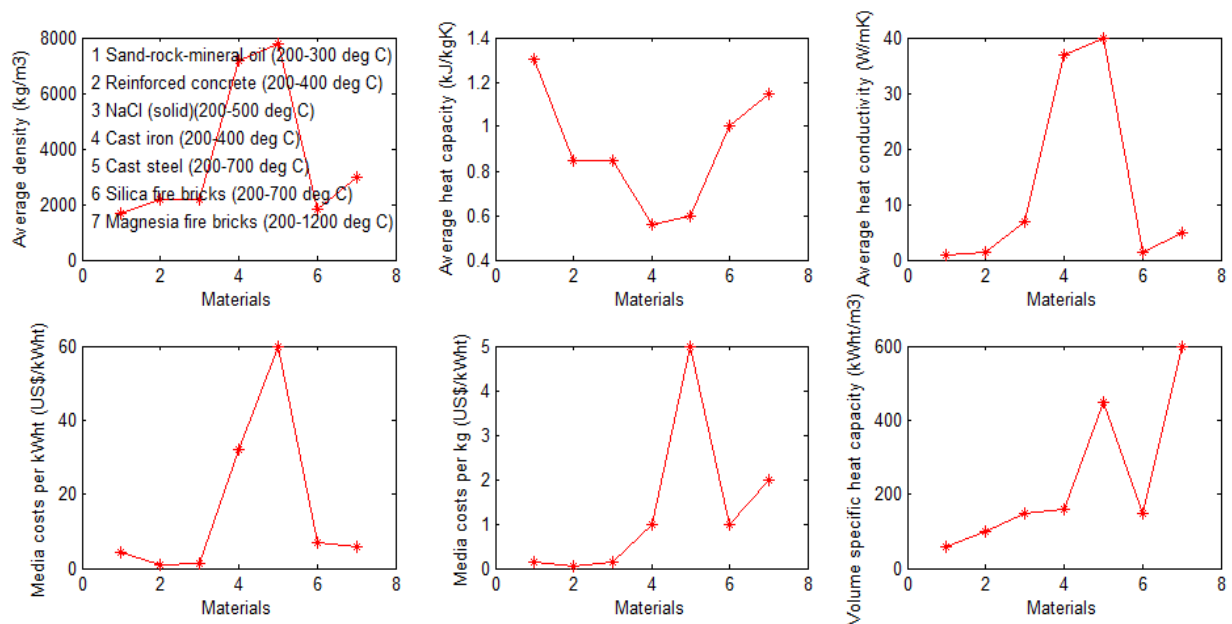 Average density (kg/m3)
8000
6000
4000
2000
0
1 Sand-rock-mineral oil (200-300 deg C)
2 Reinforced concrete (200-400 deg C)
3 NaCl (solid)(200-500 deg C)
4 Cast iron (200-400 deg C)
5 Cast steel (200-700 deg C)
6 Silica fire bricks (200-700 deg C)
7 Magnesia fire bricks (200-1200 deg C)
0 2 4 6 8
Materials
Average heat capacity (kJ/kgK)
1.4
1.2
1
0.8
0.6
0.4
0 2 4 6 8
Materials
Average heat conductivity (W/mK)
40
30
20
10
0
0 2 4 6 8
Materials
Media costs per kWht (US$/kWht)
60
40
20
0
0 2 4 6 8
Materials
Media costs per kg (US$/kWht)
5
4
3
2
1
0
0 2 4 6 8
Materials
Volume specific heat capacity (kWht/m3)
600
400
200
0
0 2 4 6 8
Materials